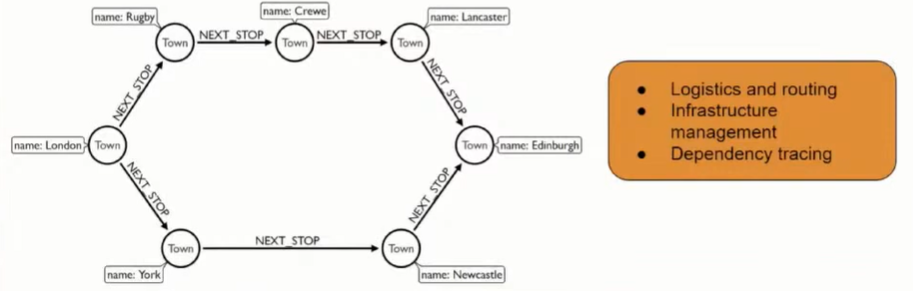 name: Rugby
name: Crewe
name: Lancaster
Town
NEXT_STOP
Town
NEXT_STOP
Town
NEXT_STOP
NEXT_STOP
name: London
Town
Town
name: Edinburgh
NEXT_STOP
NEXT_STOP
Town
NEXT_STOP
Town
name: York
name: Newcastle
● Logistics and routing
● Infrastructure
management
● Dependency tracing